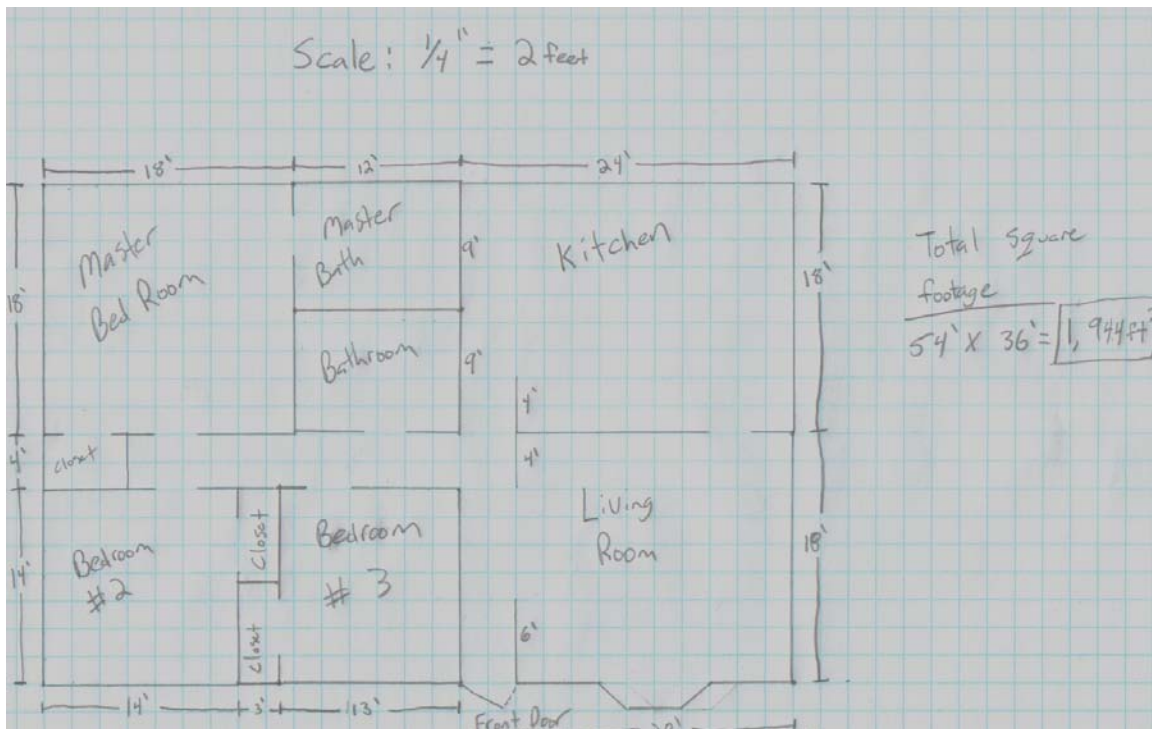 Scale: 1/4" = 2 feet
18'
12'
24'
Master
Bed Room
Master
Bath
9'
Kitchen
18'
18'
Total Square
footage
54' X 36' = 1,944ft²
Bathroom
9'
4'
4'
closet
4'
Living
Room
Bedroom
#2
Closet
Bedroom
# 3
14'
18'
Closet
6'
14'
3'
13'
Front Door